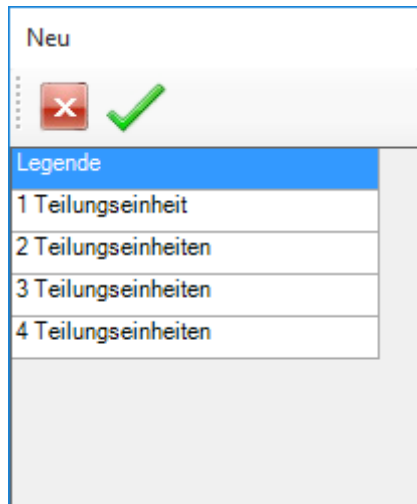 Neu
Legende
1 Teilungseinheit
2 Teilungseinheiten
3 Teilungseinheiten
4 Teilungseinheiten